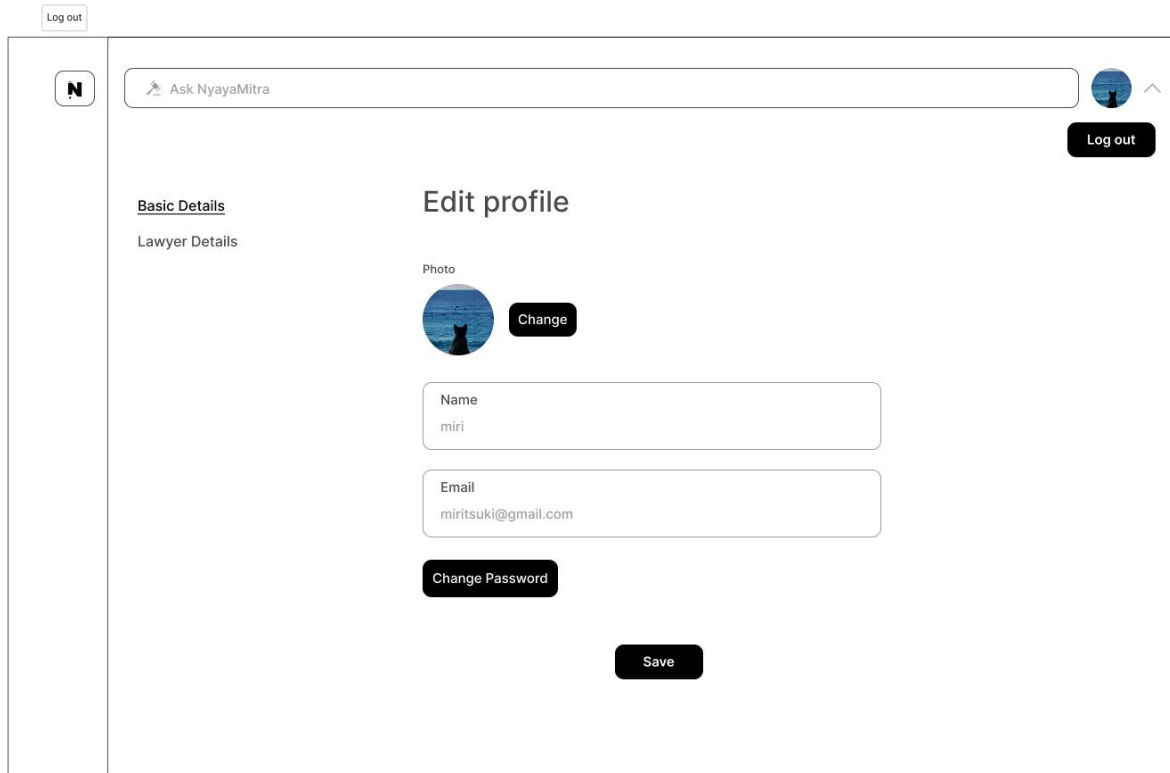 Log out
N
Ask NyayaMitra
Log out
Basic Details
Lawyer Details
Edit profile
Photo
Change
Name
miri
Email
miritsuki@gmail.com
Change Password
Save